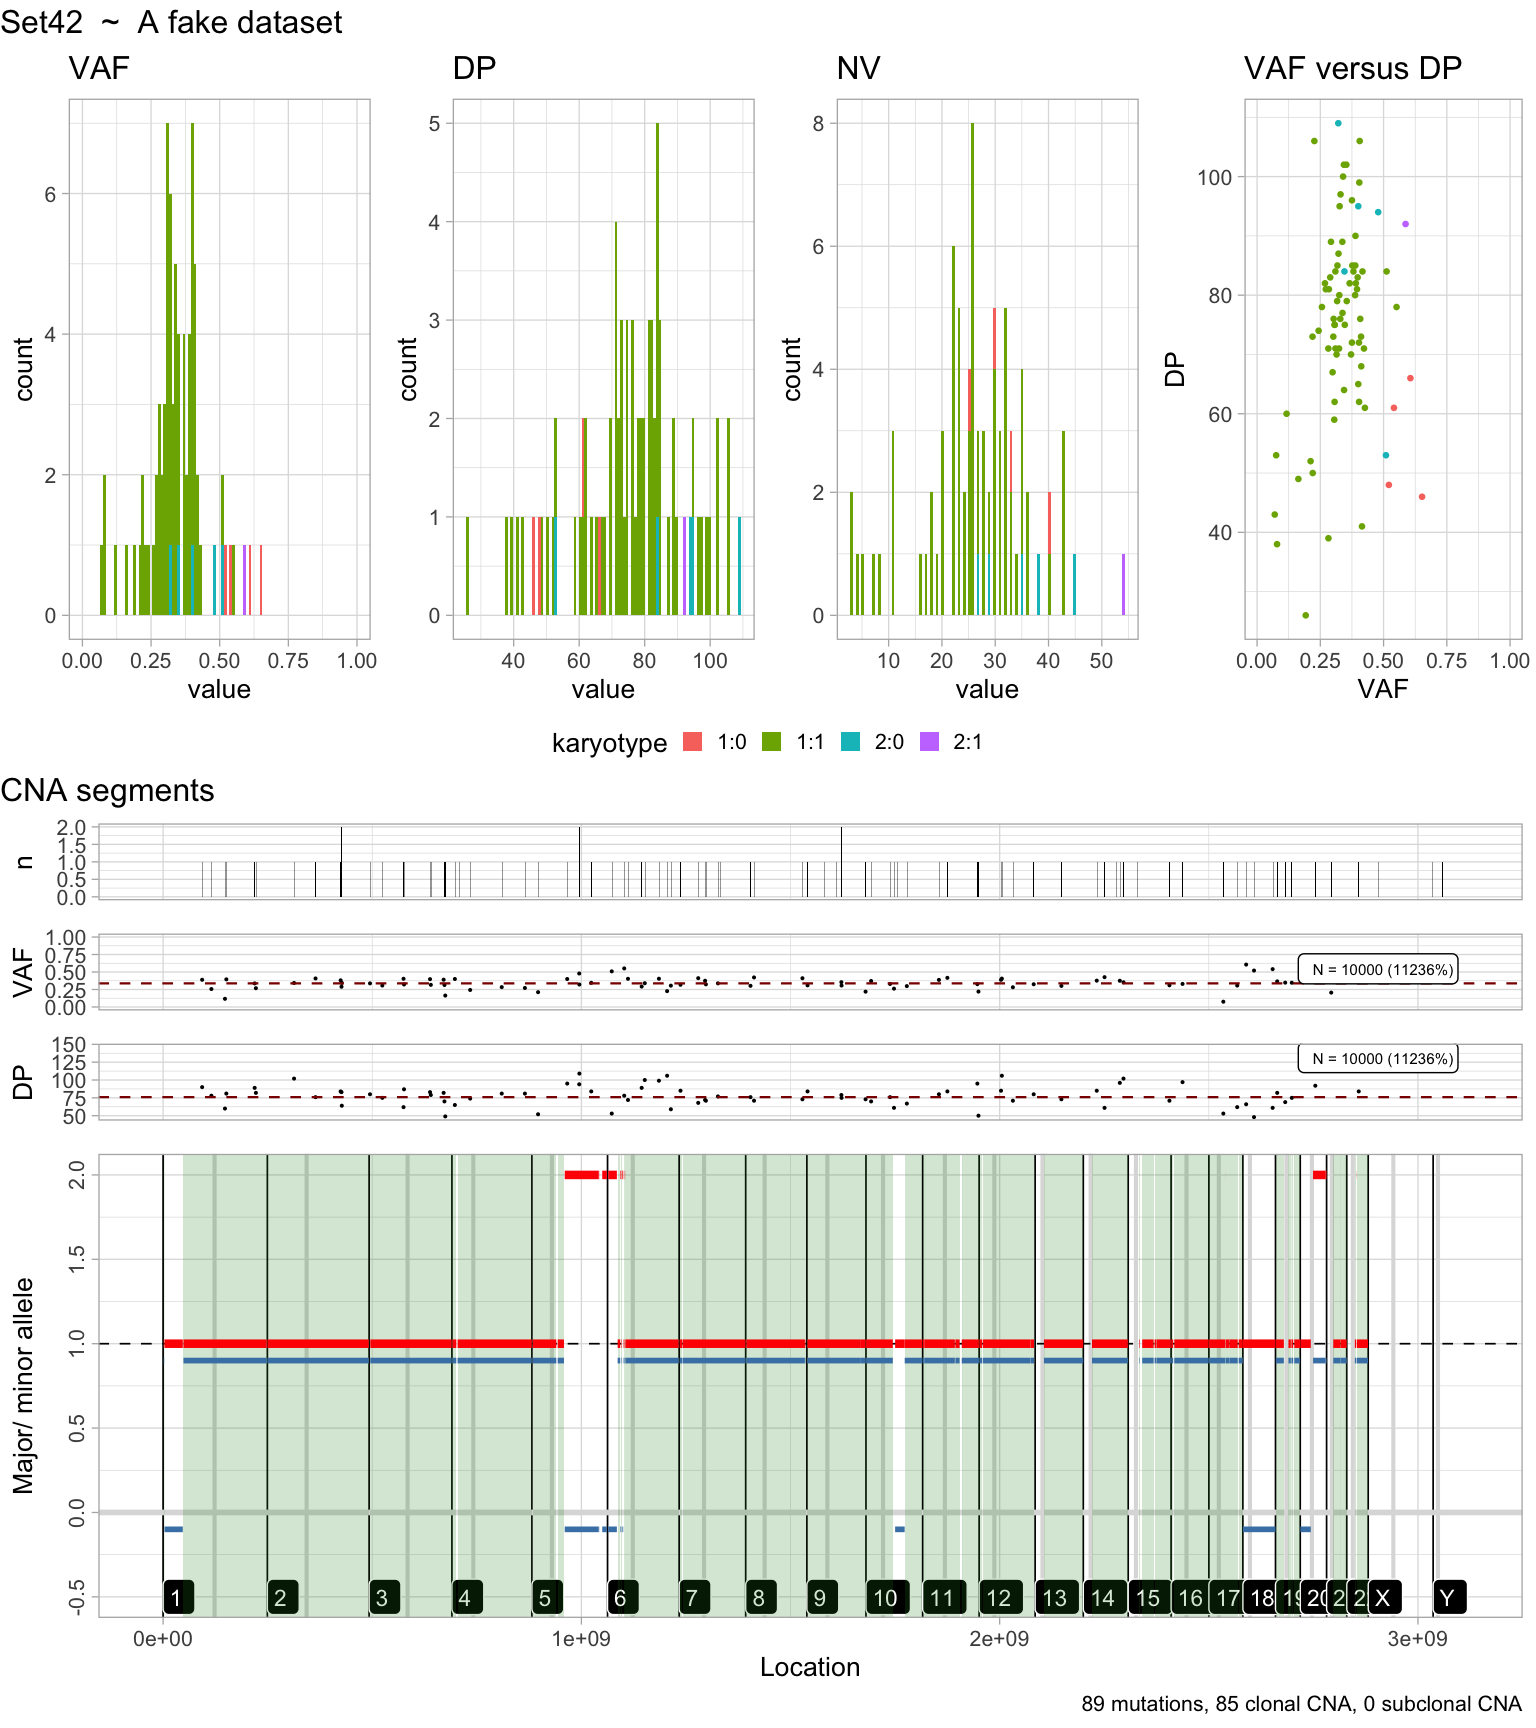 Set42 ~ A fake dataset
VAF
DP
NV
VAF versus DP
count
0
2
4
6
0.00 0.25 0.50 0.75 1.00
value
count
0
1
2
3
4
5
40 60 80 100
value
count
0
2
4
6
8
10 20 30 40 50
value
DP
40
60
80
100
0.00 0.25 0.50 0.75 1.00
VAF
karyotype 1:0 1:1 2:0 2:1
CNA segments
n
2.0
1.5
1.0
0.5
0.0
VAF
1.00
0.75
0.50
0.25
0.00
N = 10000 (11236%)
DP
150
125
100
75
50
N = 10000 (11236%)
Major/ minor allele
2.0
1.5
1.0
0.5
0.0
-0.5
1 2 3 4 5 6 7 8 9 10 11 12 13 14 15 16 17 18 19 20 2 2 X Y
0e+00 1e+09 2e+09 3e+09
Location
89 mutations, 85 clonal CNA, 0 subclonal CNA